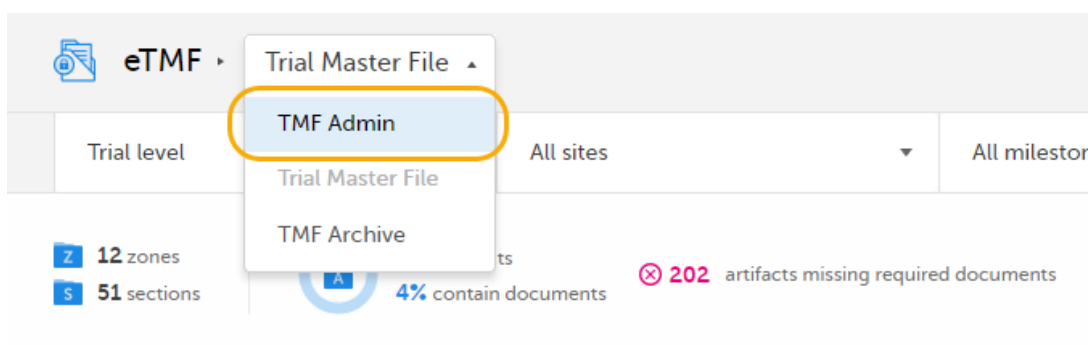 eTMF
Trial Master File
TMF Admin
Trial Master File
TMF Archive
Trial level
All sites
All mileston
Z 12 zones
S 51 sections
A
ts
4% contain documents
202 artifacts missing required documents